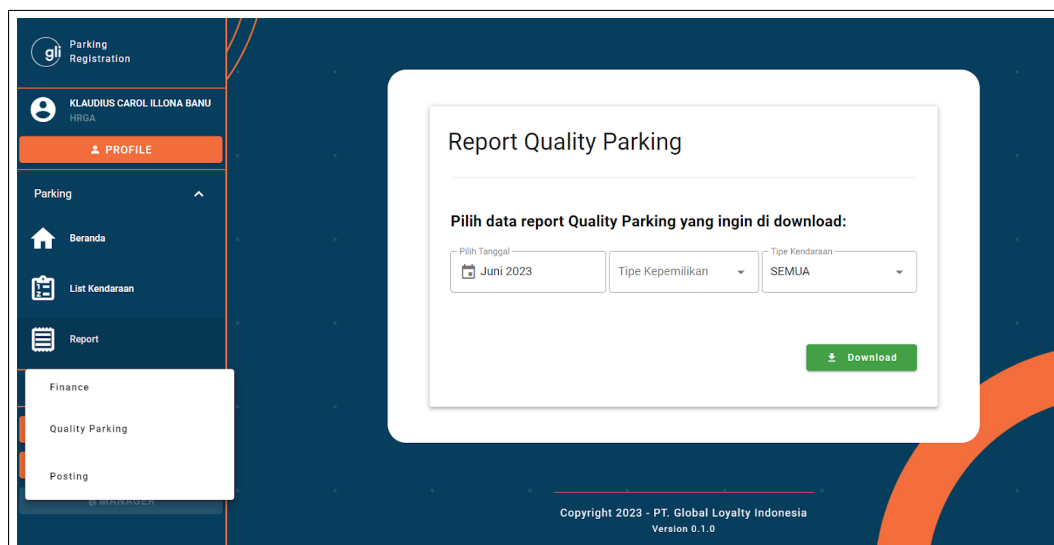 gli
Parking
Registration
KLAUDIUS CAROL ILLONA BANU
HRGA
PROFILE
Parking
Beranda
List Kendaraan
Report
Finance
Quality Parking
Posting
MANAGER
Report Quality Parking
Pilih data report Quality Parking yang ingin di download:
Pilih Tanggal
Juni 2023
Tipe Kepemilikan
Tipe Kendaraan
SEMUA
Download
Copyright 2023 - PT. Global Loyalty Indonesia
Version 0.1.0